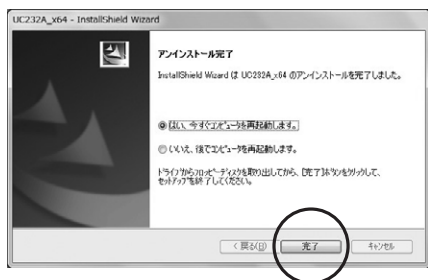 UC232A_x64 - InstallShield Wizard
アンインストール完了
InstallShield Wizard は UC232A_x64 のアンインストールを完了しました。
はい、今すぐコンピュータを再起動します。
いいえ、後でコンピュータを再起動します。
ドライブからフロッピーディスクを取り出してから、[完了]ボタンをクリックして、
セットアップを終了してください。
< 戻る(B)
完了
キャンセル